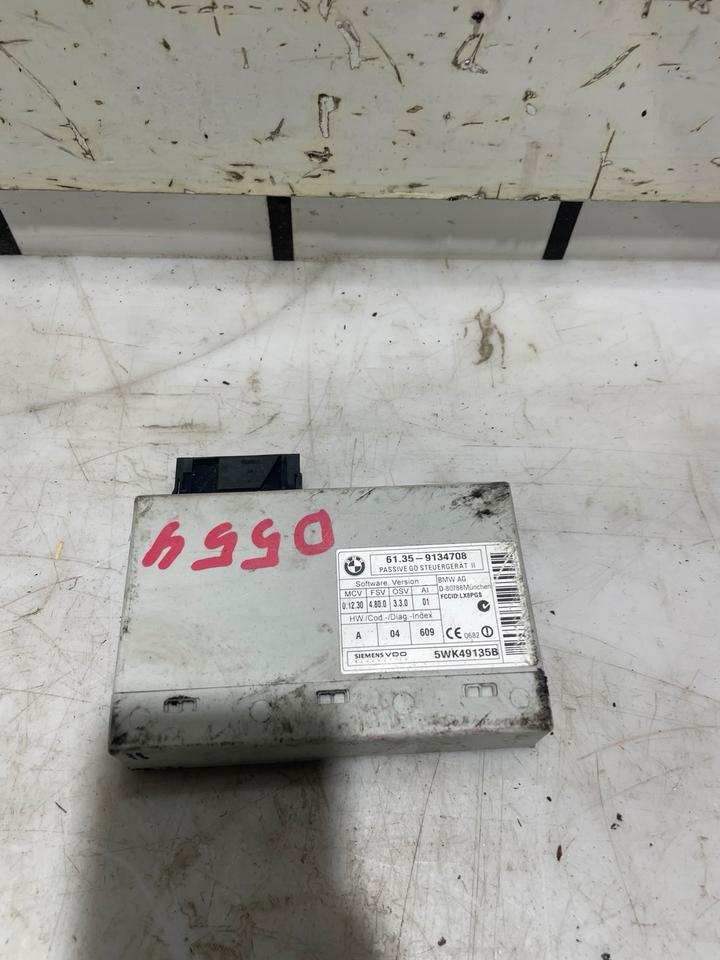 0554
61.35-9134708
PASSIVE GO STEUERGERÄT II
Software. Version
MCV FSV OSV AI
0.12.30 4.80.0 3.3.0 01
HW./Cod.-/Diag.-Index
A 04 609
BMW AG
D-80788München
FCCID:LX8PGS
CE 0682
SIEMENS VDO
5WK49135B